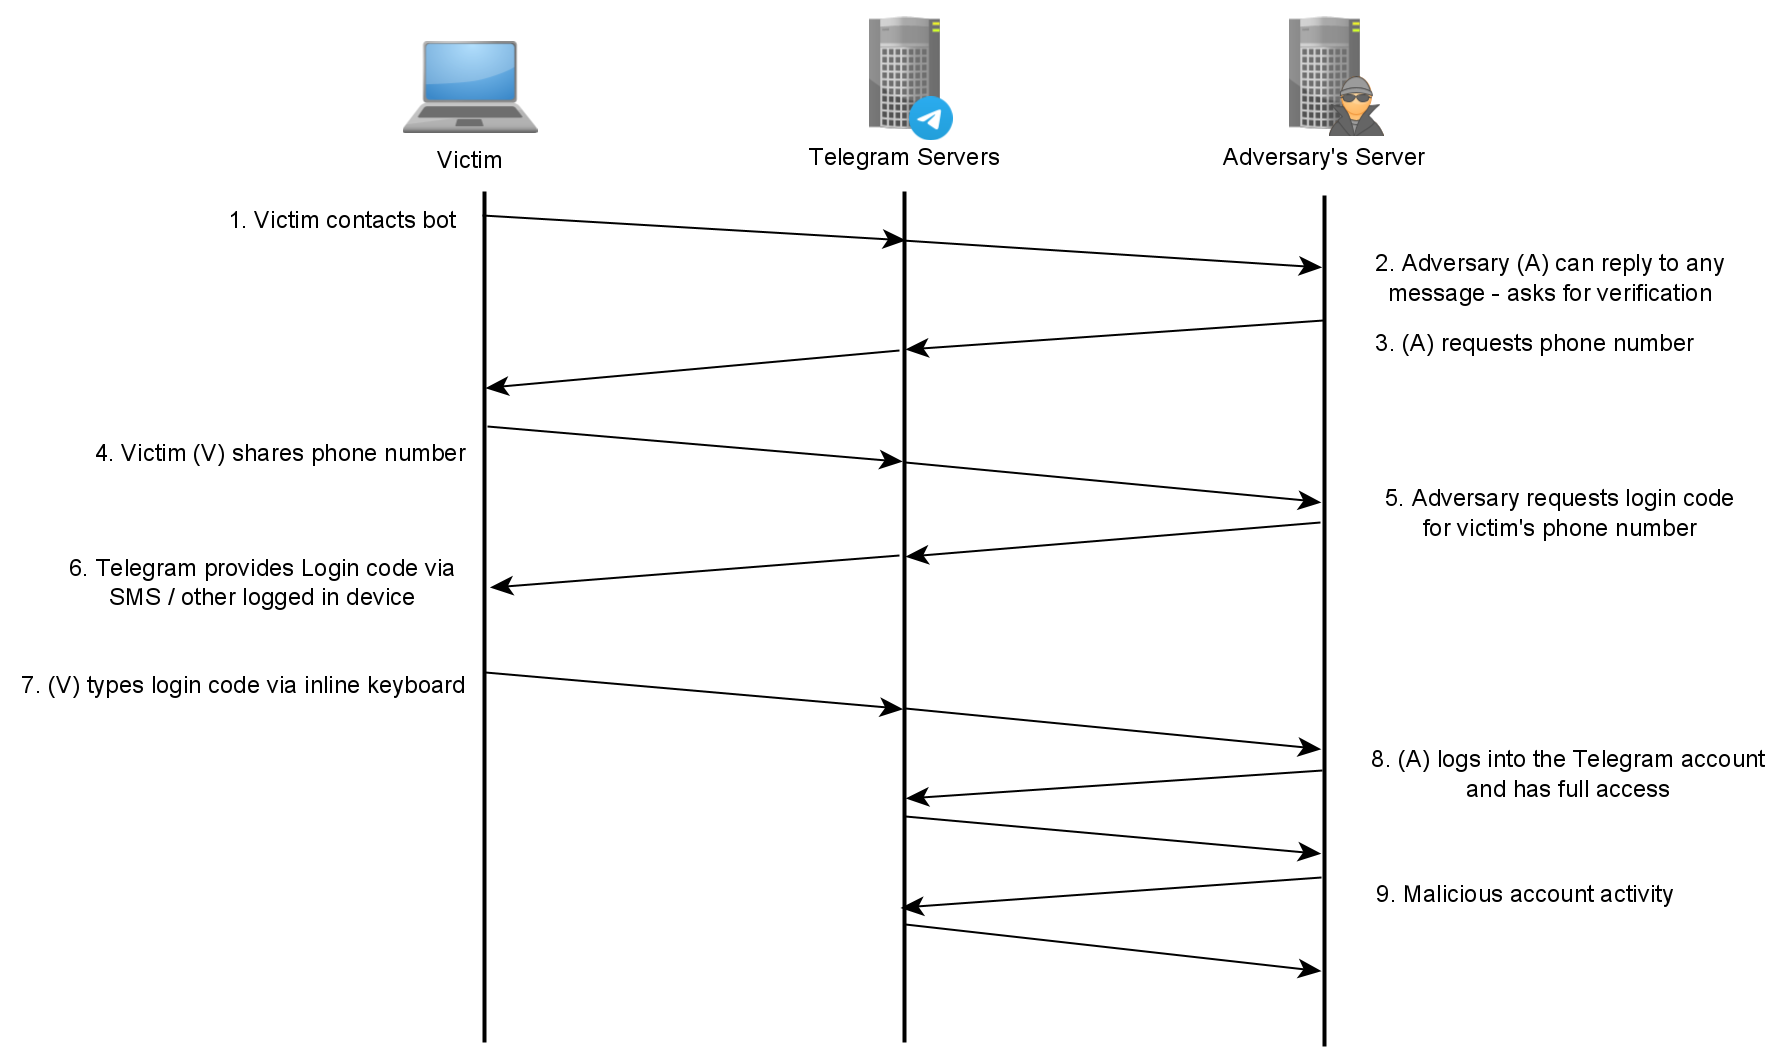 Victim
Telegram Servers
Adversary's Server
1. Victim contacts bot
2. Adversary (A) can reply to any
message - asks for verification
3. (A) requests phone number
4. Victim (V) shares phone number
5. Adversary requests login code
for victim's phone number
6. Telegram provides Login code via
SMS / other logged in device
7. (V) types login code via inline keyboard
8. (A) logs into the Telegram account
and has full access
9. Malicious account activity